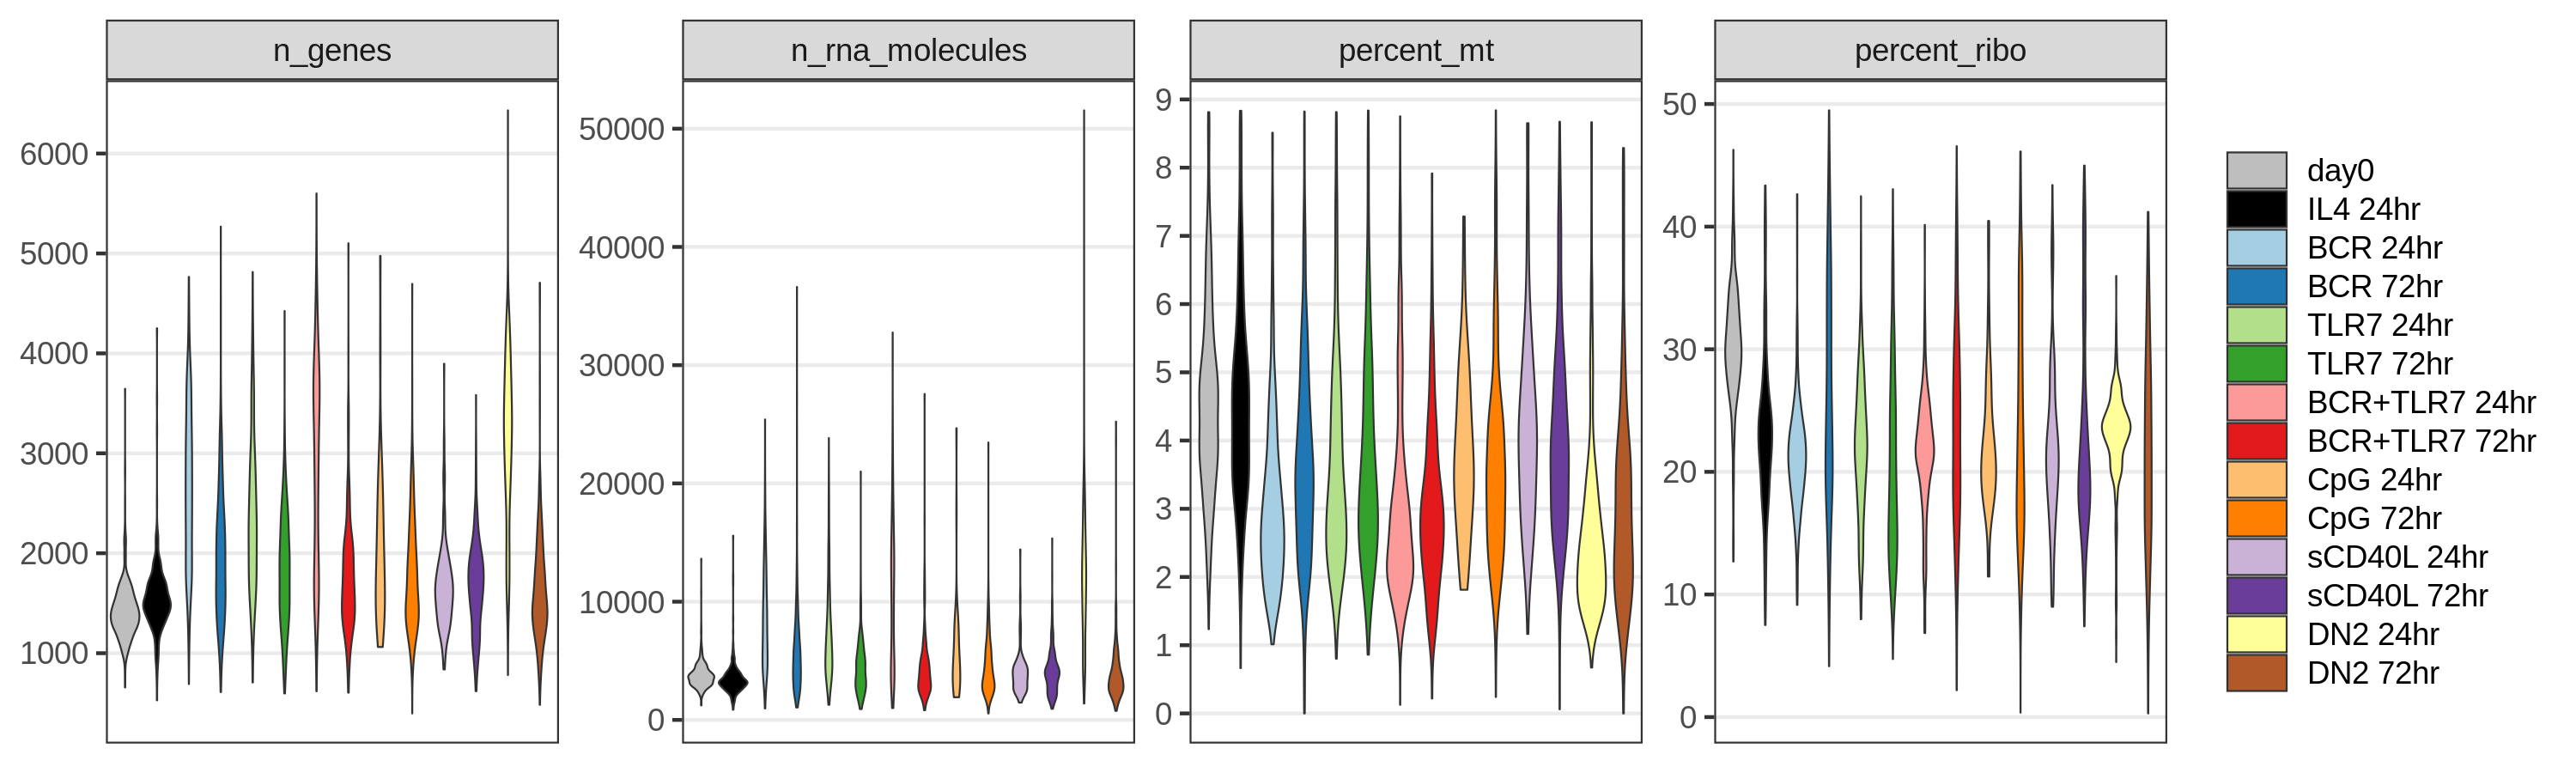 n_genes
n_rna_molecules
percent_mt
percent_ribo
6000
5000
4000
3000
2000
1000
50000
40000
30000
20000
10000
0
9
8
7
6
5
4
3
2
1
0
50
40
30
20
10
0
day0
IL4 24hr
BCR 24hr
BCR 72hr
TLR7 24hr
TLR7 72hr
BCR+TLR7 24hr
BCR+TLR7 72hr
CpG 24hr
CpG 72hr
sCD40L 24hr
sCD40L 72hr
DN2 24hr
DN2 72hr